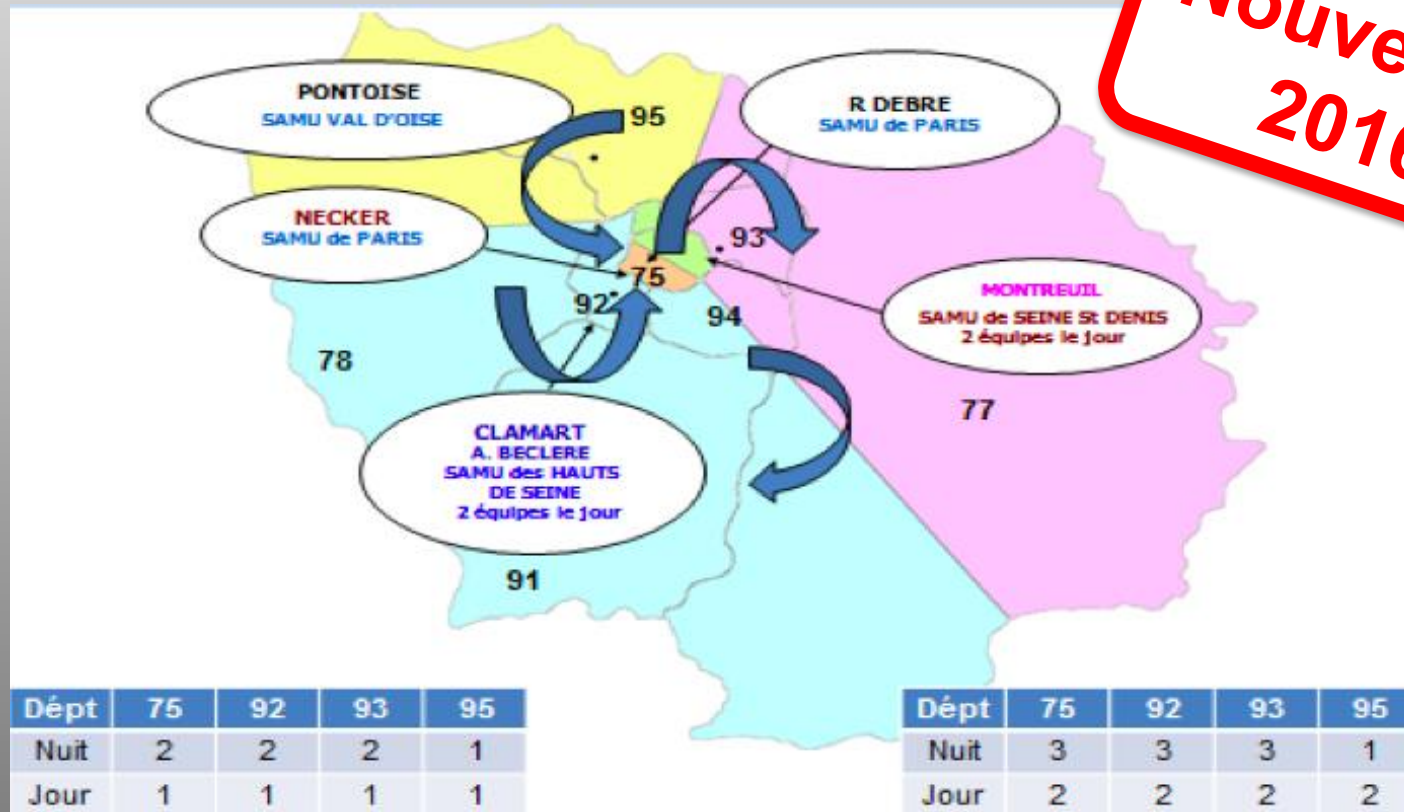 Nouve
2016
PONTOISE
SAMU VAL D'OISE
95
R DEBRE
SAMU de PARIS
NECKER
SAMU de PARIS
93
75
92
94
MONTREUIL
SAMU de SEINE St DENIS
2 équipes le jour
78
77
CLAMART
A. BECLERE
SAMU des HAUTS
DE SEINE
2 équipes le jour
91
Dépt 75 92 93 95
Nuit 2 2 2 1
Jour 1 1 1 1
Dépt 75 92 93 95
Nuit 3 3 3 1
Jour 2 2 2 2